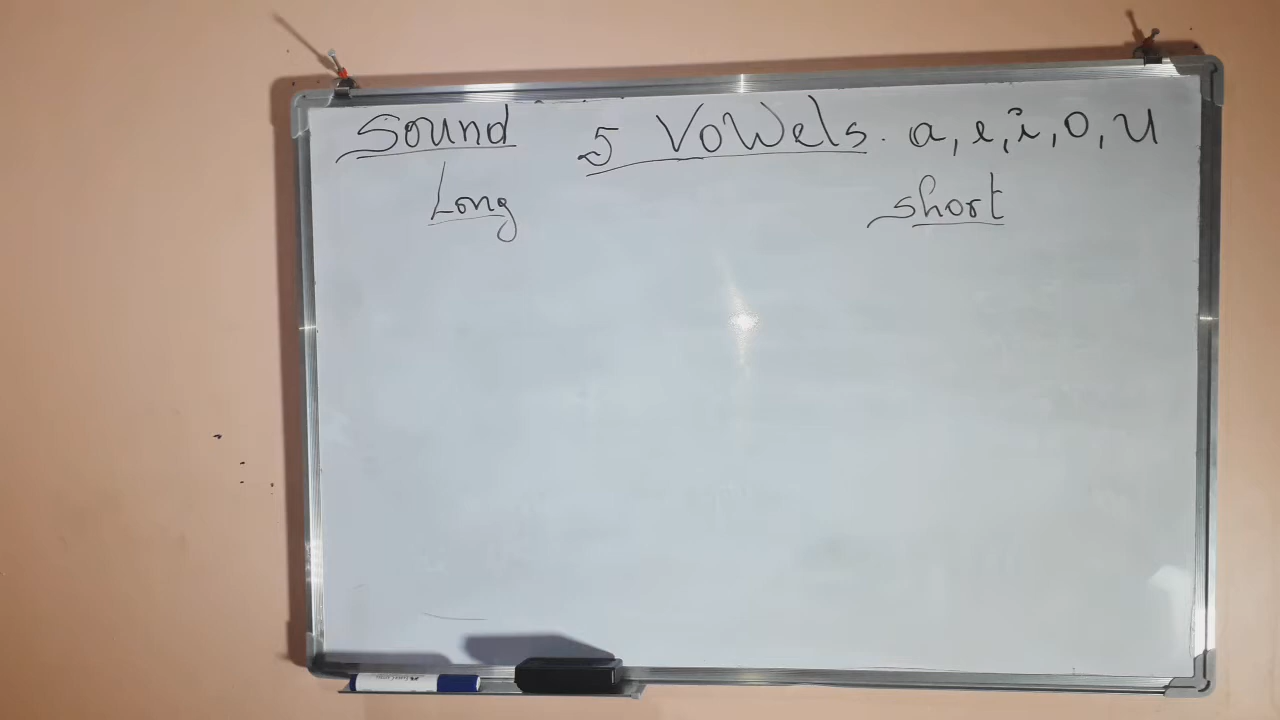 Sound 5 Vowels. a, e, i, o, u
Long short